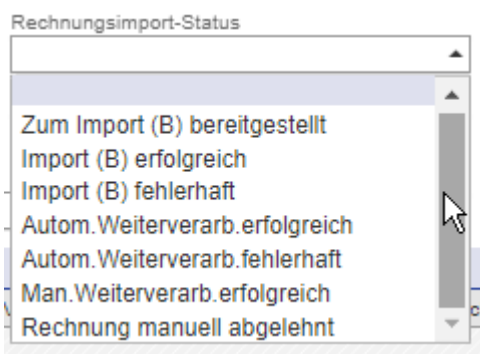 Rechnungsimport-Status
Zum Import (B) bereitgestellt
Import (B) erfolgreich
Import (B) fehlerhaft
Autom.Weiterverarb.erfolgreich
Autom.Weiterverarb.fehlerhaft
Man.Weiterverarb.erfolgreich
Rechnung manuell abgelehnt